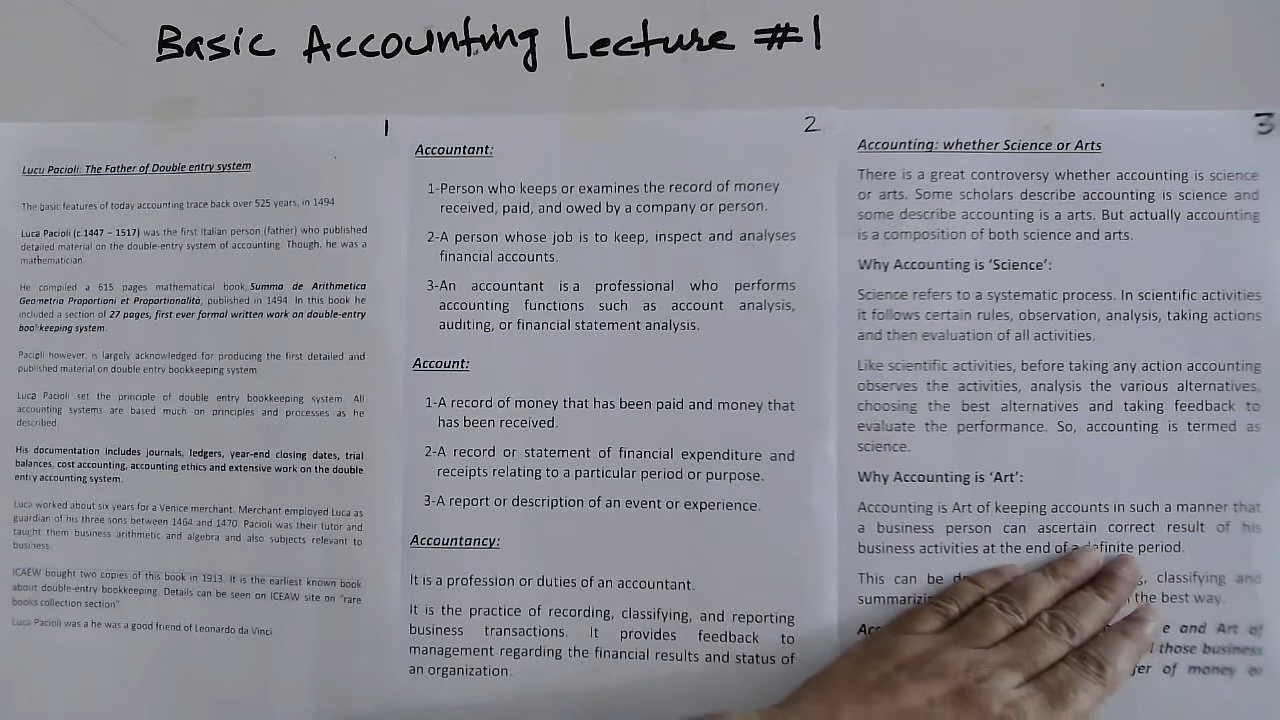 Basic Accounting Lecture #1
1
Lucu Pacioli: The Father of Double entry system
The basic features of today accounting trace back over 525 years, in 1494
Luca Pacioli (c.1447 – 1517) was the first Italian person (father) who published
detailed material on the double-entry system of accounting. Though, he was a
mathematician.
He compiled a 615 pages mathematical book, Summa de Arithmetica
Geometria Proportioni et Proportionalità, published in 1494. In this book he
included a section of 27 pages, first ever formal written work on double-entry
bookkeeping system.
Pacioli however, is largely acknowledged for producing the first detailed and
published material on double entry bookkeeping system.
Luca Pacioli set the principle of double entry bookkeeping system. All
accounting systems are based much on principles and processes as he
described.
His documentation includes journals, ledgers, year-end closing dates, trial
balances, cost accounting, accounting ethics and extensive work on the double
entry accounting system.
Luca worked about six years for a Venice merchant. Merchant employed Luca as
guardian of his three sons between 1464 and 1470. Pacioli was their tutor and
taught them business arithmetic and algebra and also subjects relevant to
business.
ICAEW bought two copies of this book in 1913. It is the earliest known book
about double-entry bookkeeping. Details can be seen on ICEAW site on "rare
books collection section"
Luca Pacioli was a he was a good friend of Leonardo da Vinci
2
Accountant:
1-Person who keeps or examines the record of money
received, paid, and owed by a company or person.
2-A person whose job is to keep, inspect and analyses
financial accounts.
3-An accountant is a professional who performs
accounting functions such as account analysis,
auditing, or financial statement analysis.
Account:
1-A record of money that has been paid and money that
has been received.
2-A record or statement of financial expenditure and
receipts relating to a particular period or purpose.
3-A report or description of an event or experience.
Accountancy:
It is a profession or duties of an accountant.
It is the practice of recording, classifying, and reporting
business transactions. It provides feedback to
management regarding the financial results and status of
an organization.
3
Accounting: whether Science or Arts
There is a great controversy whether accounting is science
or arts. Some scholars describe accounting is science and
some describe accounting is a arts. But actually accounting
is a composition of both science and arts.
Why Accounting is 'Science':
Science refers to a systematic process. In scientific activities
it follows certain rules, observation, analysis, taking actions
and then evaluation of all activities.
Like scientific activities, before taking any action accounting
observes the activities, analysis the various alternatives,
choosing the best alternatives and taking feedback to
evaluate the performance. So, accounting is termed as
science.
Why Accounting is 'Art':
Accounting is Art of keeping accounts in such a manner that
a business person can ascertain correct result of his
business activities at the end of a definite period.
This can be classifying and
the best way.
and Art of
those business
of money or